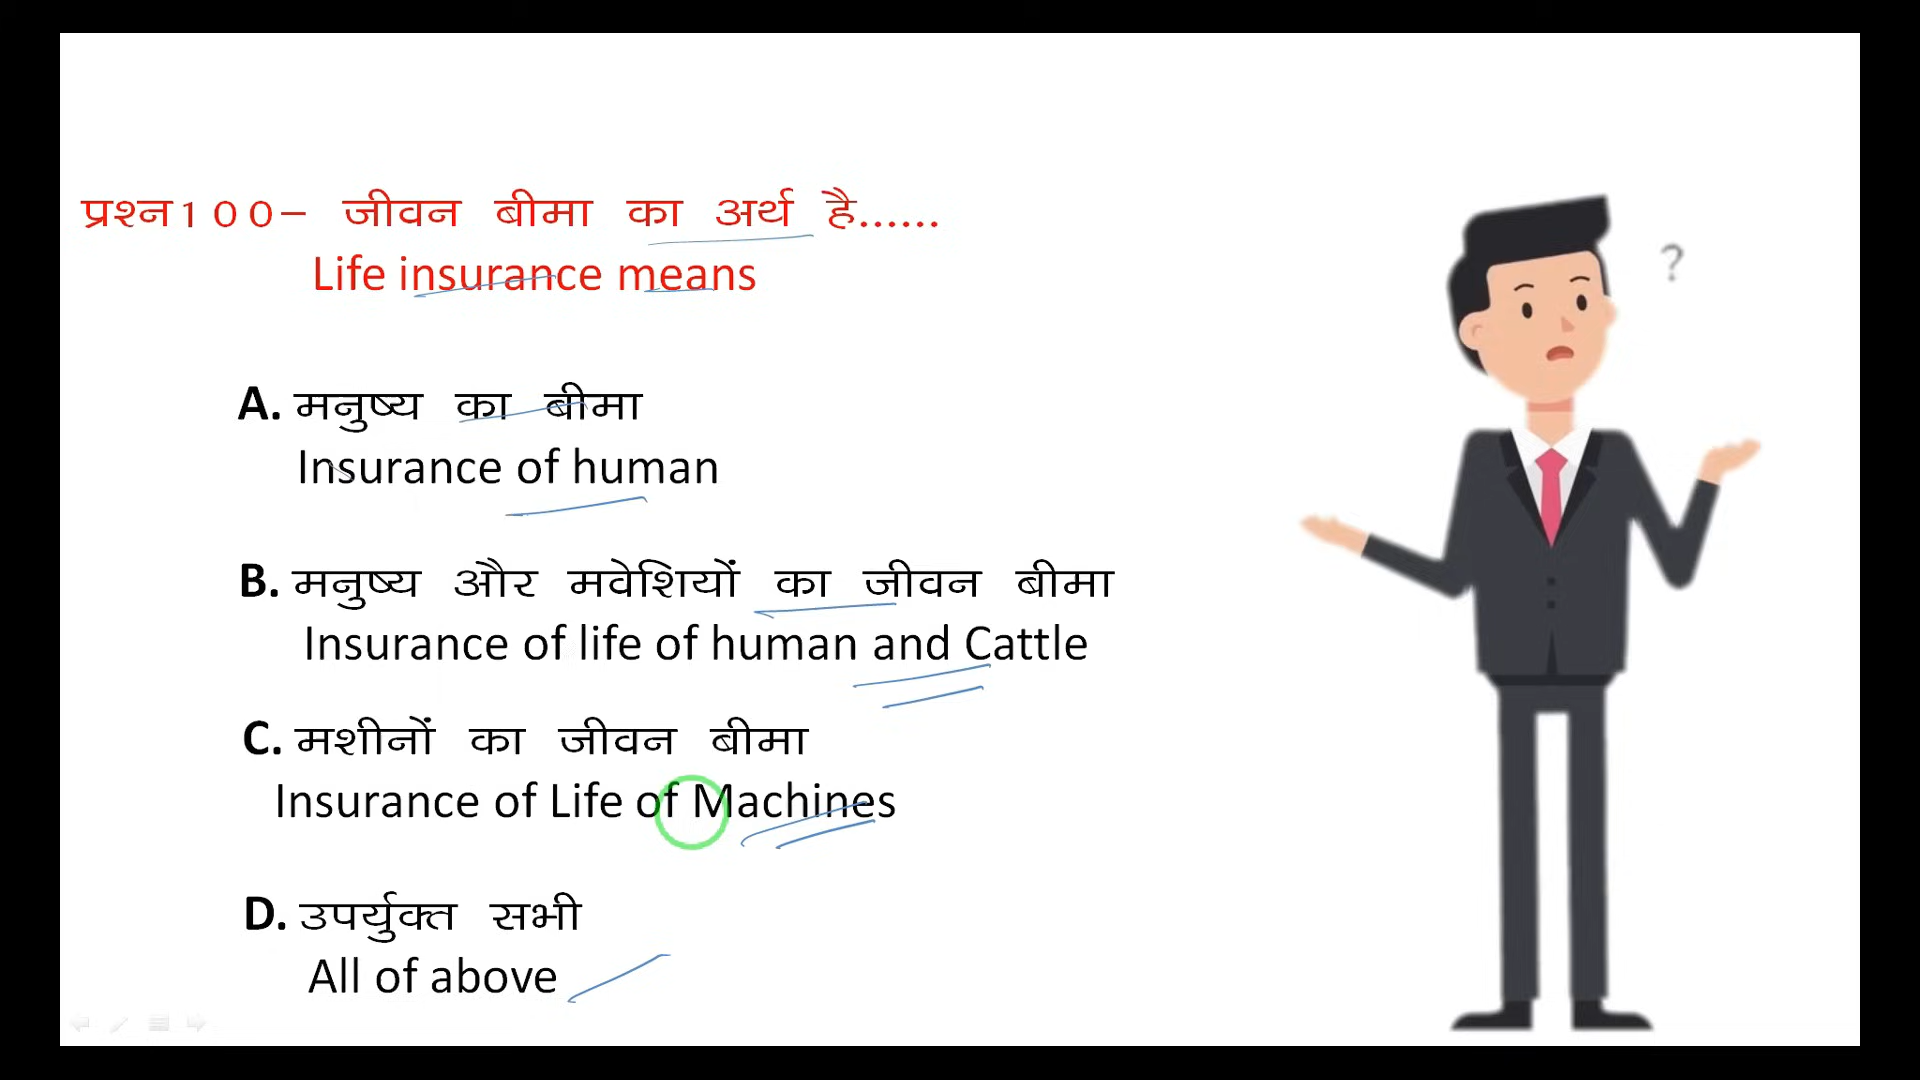 प्रश्न100– जीवन बीमा का अर्थ है......
Life insurance means
A. मनुष्य का बीमा
Insurance of human
B. मनुष्य और मवेशियों का जीवन बीमा
Insurance of life of human and Cattle
C. मशीनों का जीवन बीमा
Insurance of Life of Machines
D. उपर्युक्त सभी
All of above
?